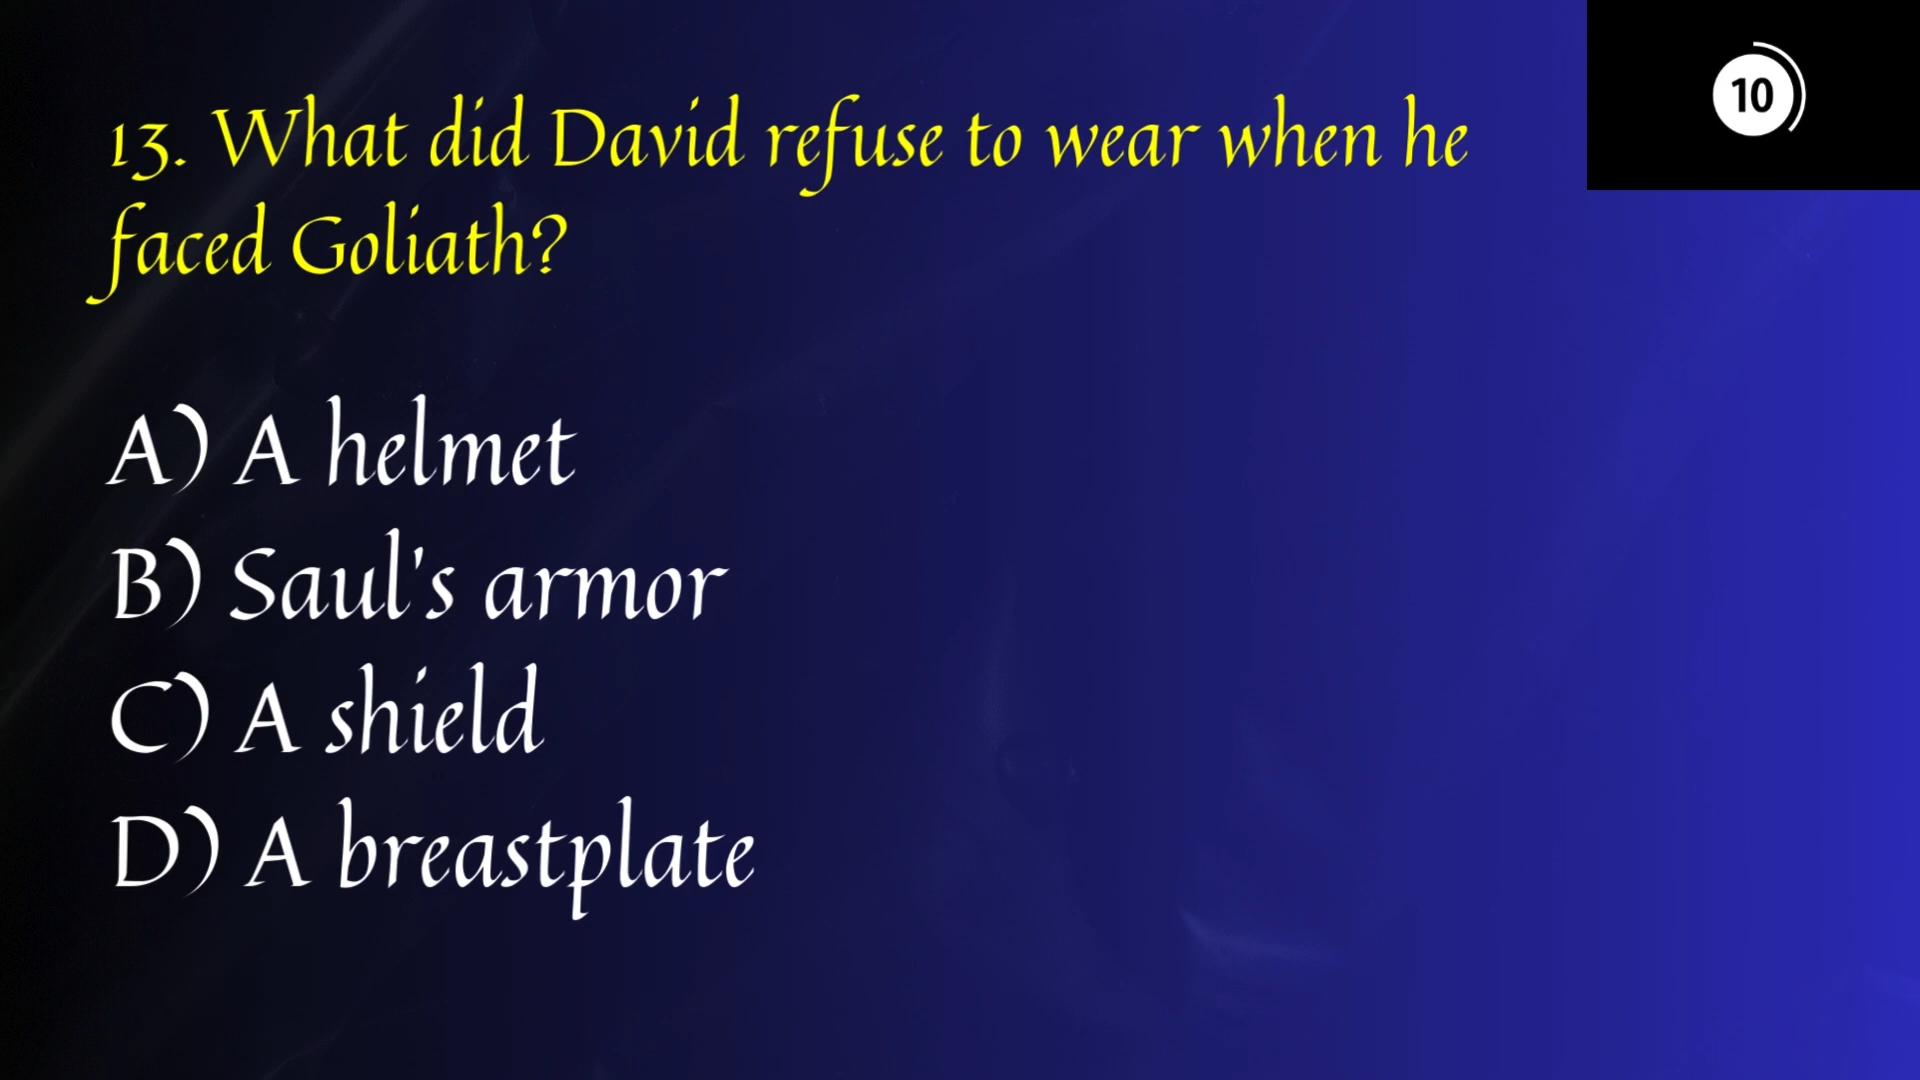 13. What did David refuse to wear when he
faced Goliath?
A) A helmet
B) Saul's armor
C) A shield
D) A breastplate
10